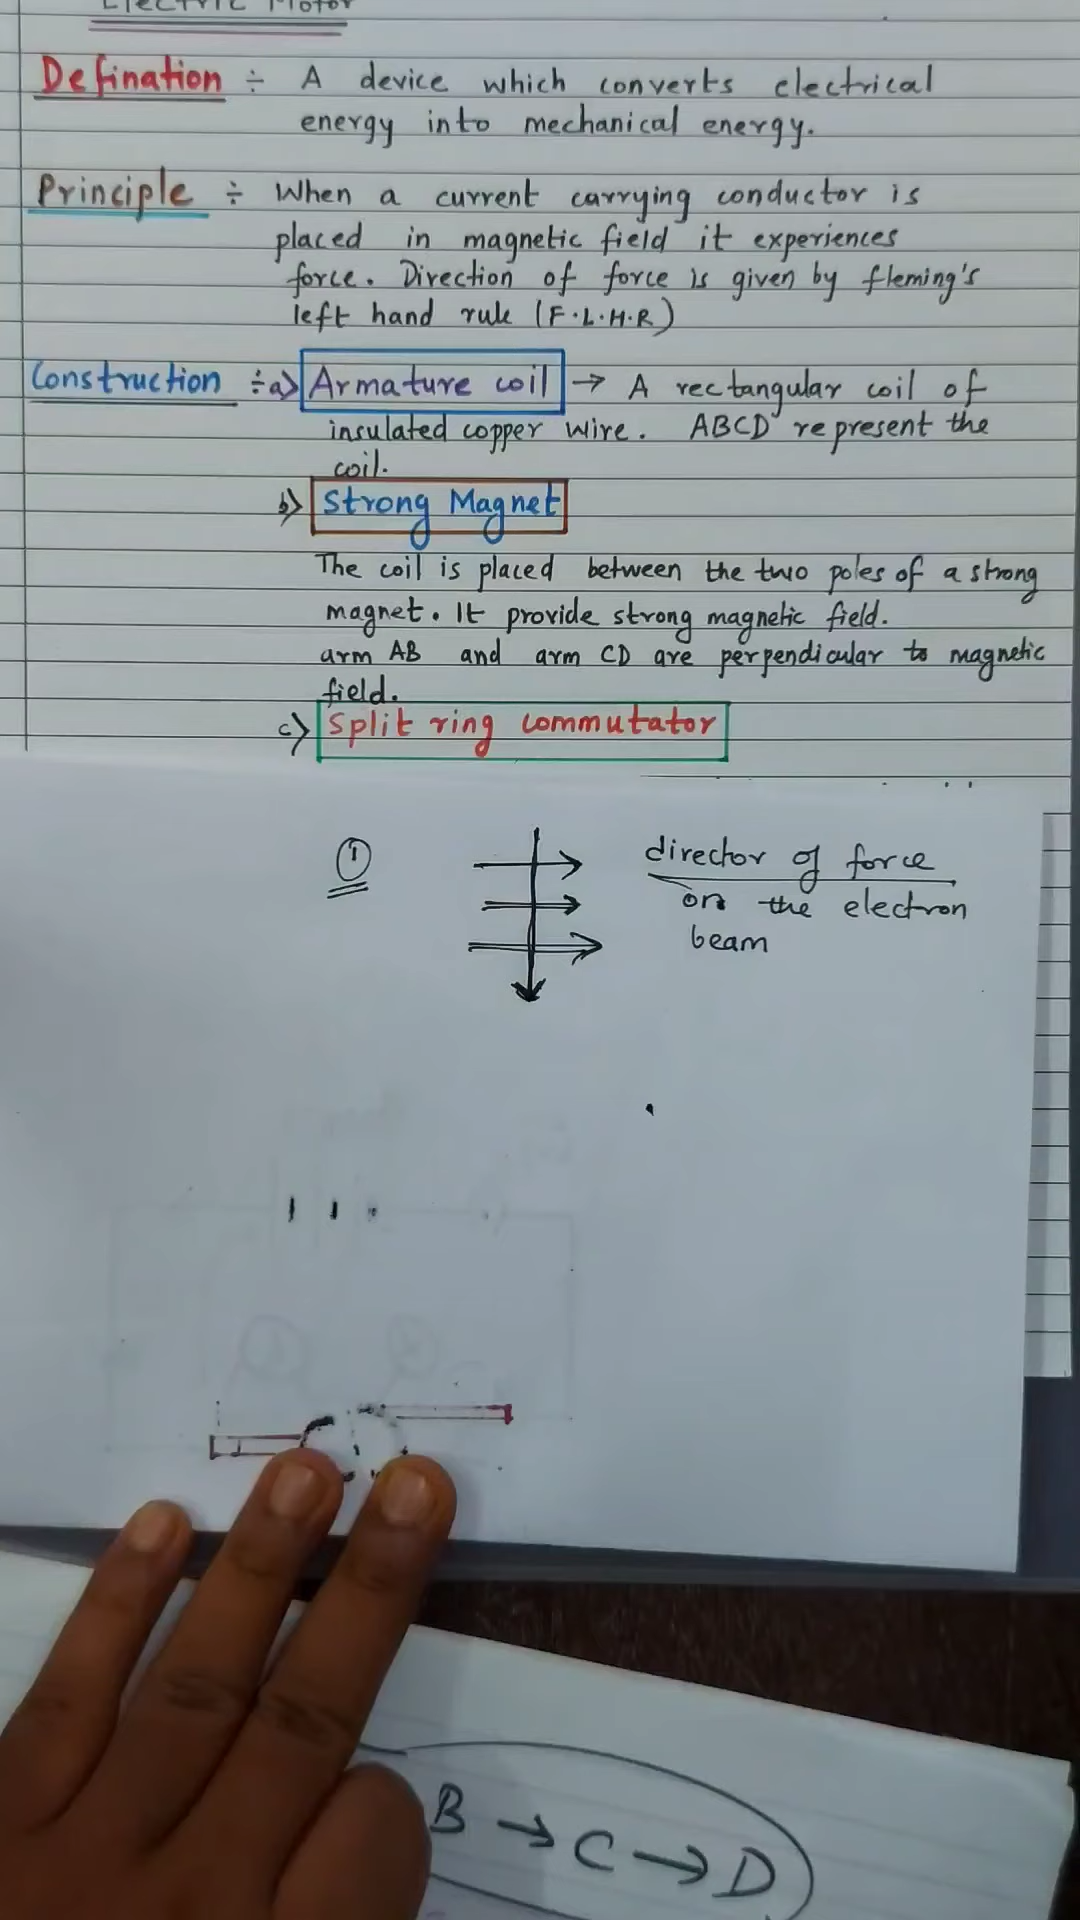 Electric Motor
Defination ÷ A device which converts electrical
energy into mechanical energy.
Principle ÷ When a current carrying conductor is
placed in magnetic field it experiences
force. Direction of force is given by fleming's
left hand rule (F.L.H.R)
Construction ÷ a) Armature coil → A rectangular coil of
insulated copper wire. ABCD represent the
coil.
b) Strong Magnet
The coil is placed between the two poles of a strong
magnet. It provide strong magnetic field.
arm AB and arm CD are perpendicular to magnetic
field.
c) Split ring commutator
1
director of force
on the electron
beam
B → C → D